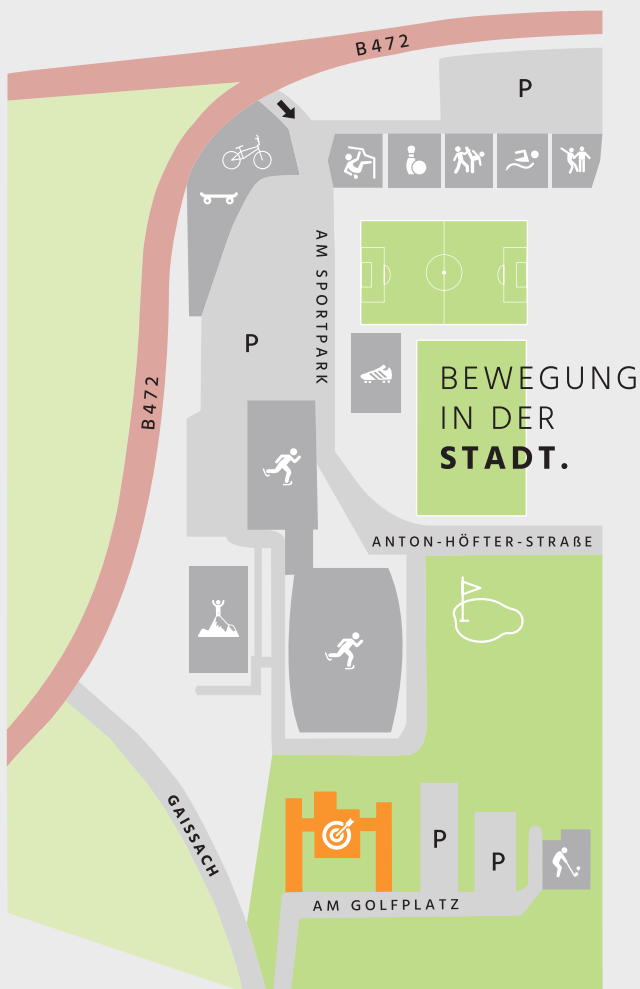 B472
P
AM SPORTPARK
P
BEWEGUNG
IN DER
STADT.
B472
ANTON-HÖFTER-STRAßE
GAISSACH
P
P
AM GOLFPLATZ